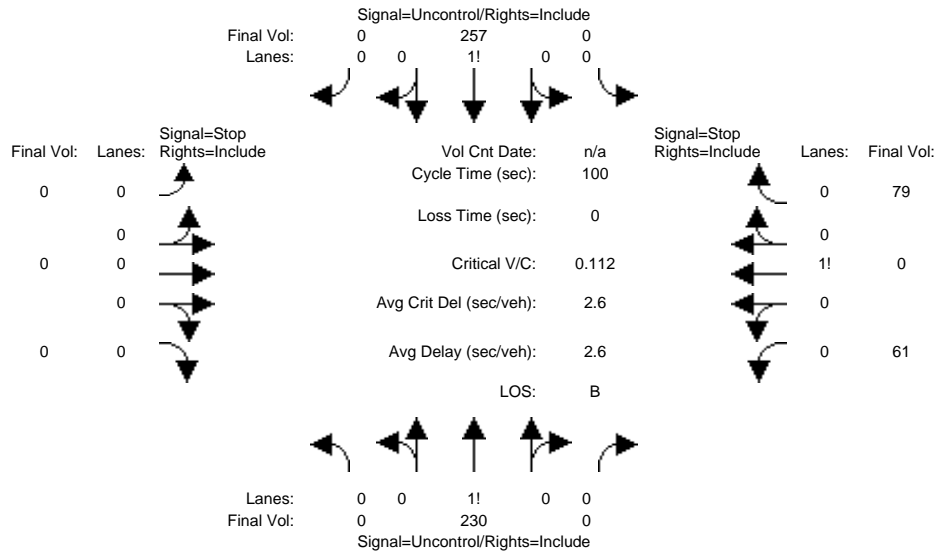 Signal=Uncontrol/Rights=Include
Final Vol: 0 257 0
Lanes: 0 0 1! 0 0
Signal=Stop
Final Vol: Lanes: Rights=Include
Vol Cnt Date: n/a
Signal=Stop
Rights=Include Lanes: Final Vol:
Cycle Time (sec): 100
0 0
0 79
Loss Time (sec): 0
0
0
0 0
Critical V/C: 0.112
1! 0
0
Avg Crit Del (sec/veh): 2.6
0
0 0
Avg Delay (sec/veh): 2.6
0 61
LOS: B
Lanes: 0 0 1! 0 0
Final Vol: 0 230 0
Signal=Uncontrol/Rights=Include